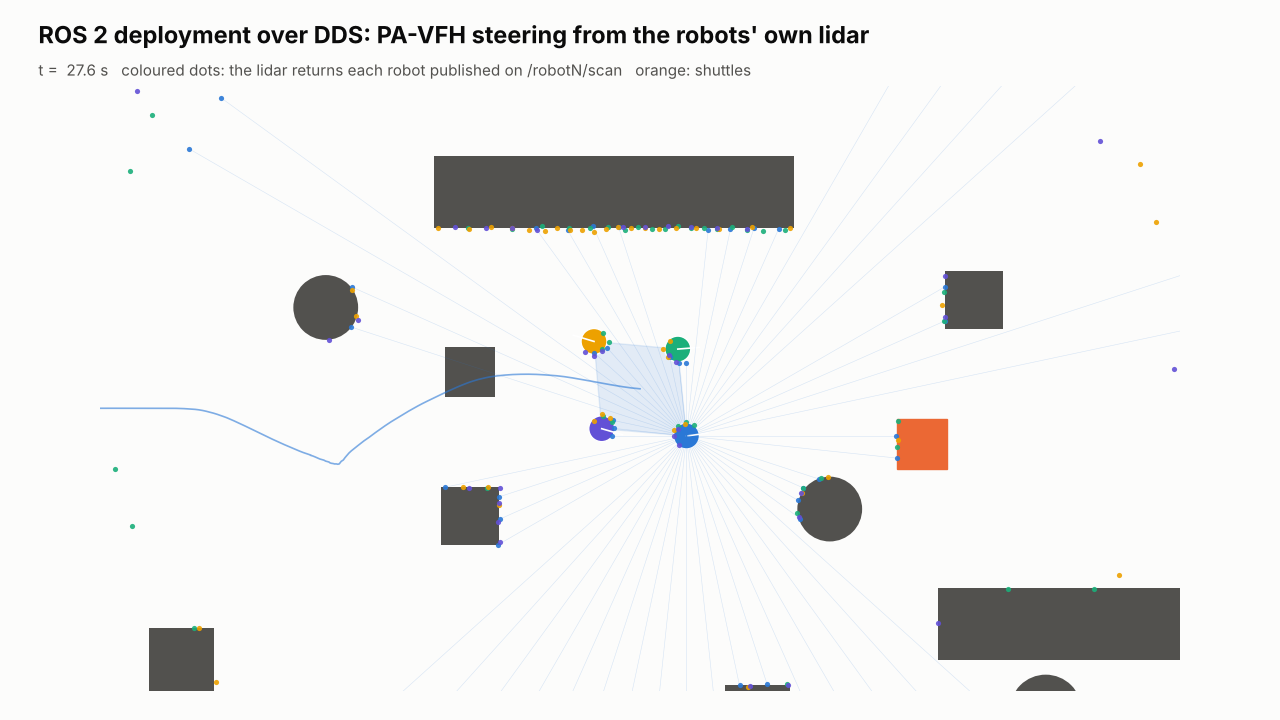 ROS 2 deployment over DDS: PA-VFH steering from the robots' own lidar
t =  27.6 s   coloured dots: the lidar returns each robot published on /robotN/scan   orange: shuttles